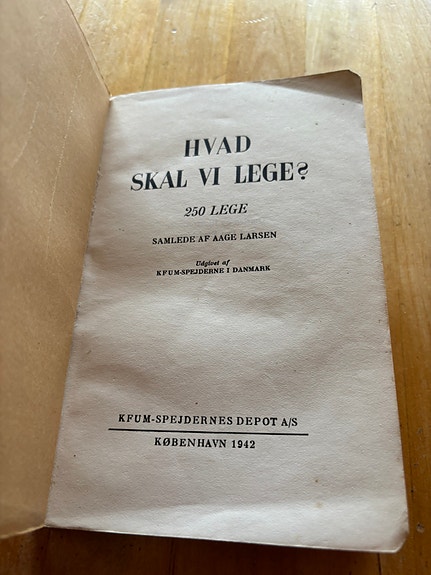 HVAD
SKAL VI LEGE?
250 LEGE
SAMLEDE AF AAGE LARSEN
Udgivet af
KFUM-SPEJDERNE I DANMARK
KFUM-SPEJDERNES DEPOT A/S
KØBENHAVN 1942